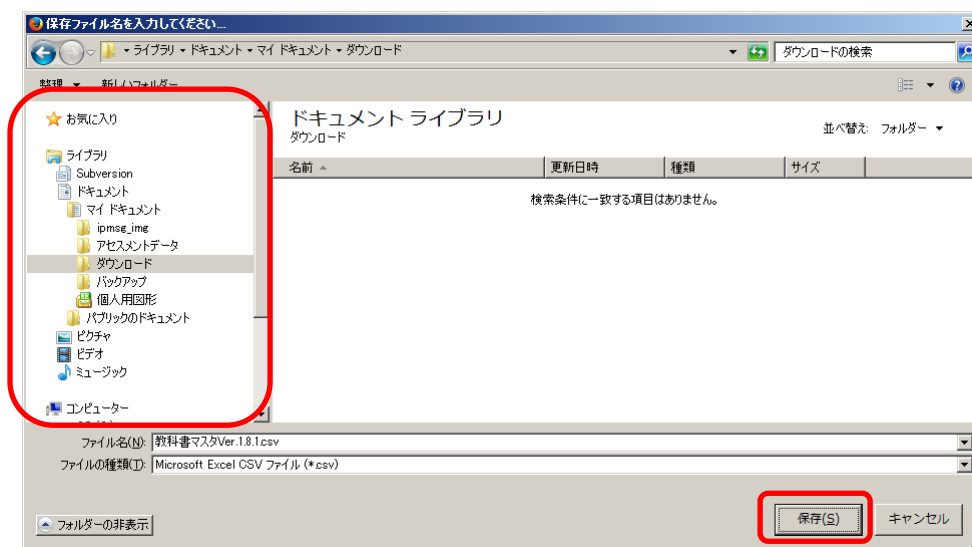 保存ファイル名を入力してください...
ライブラリ ドキュメント マイ ドキュメント ダウンロード
ダウンロードの検索
整理 新しいフォルダー
お気に入り
ライブラリ
Subversion
ドキュメント
マイ ドキュメント
ipmsg_img
アセスメントデータ
ダウンロード
バックアップ
個人用図形
パブリックのドキュメント
ピクチャ
ビデオ
ミュージック
コンピューター
ドキュメント ライブラリ
ダウンロード
並べ替え: フォルダー
名前 更新日時 種類 サイズ
検索条件に一致する項目はありません。
ファイル名(N): 教科書マスタVer.1.8.1.csv
ファイルの種類(T): Microsoft Excel CSV ファイル (*.csv)
フォルダーの非表示
保存(S)
キャンセル